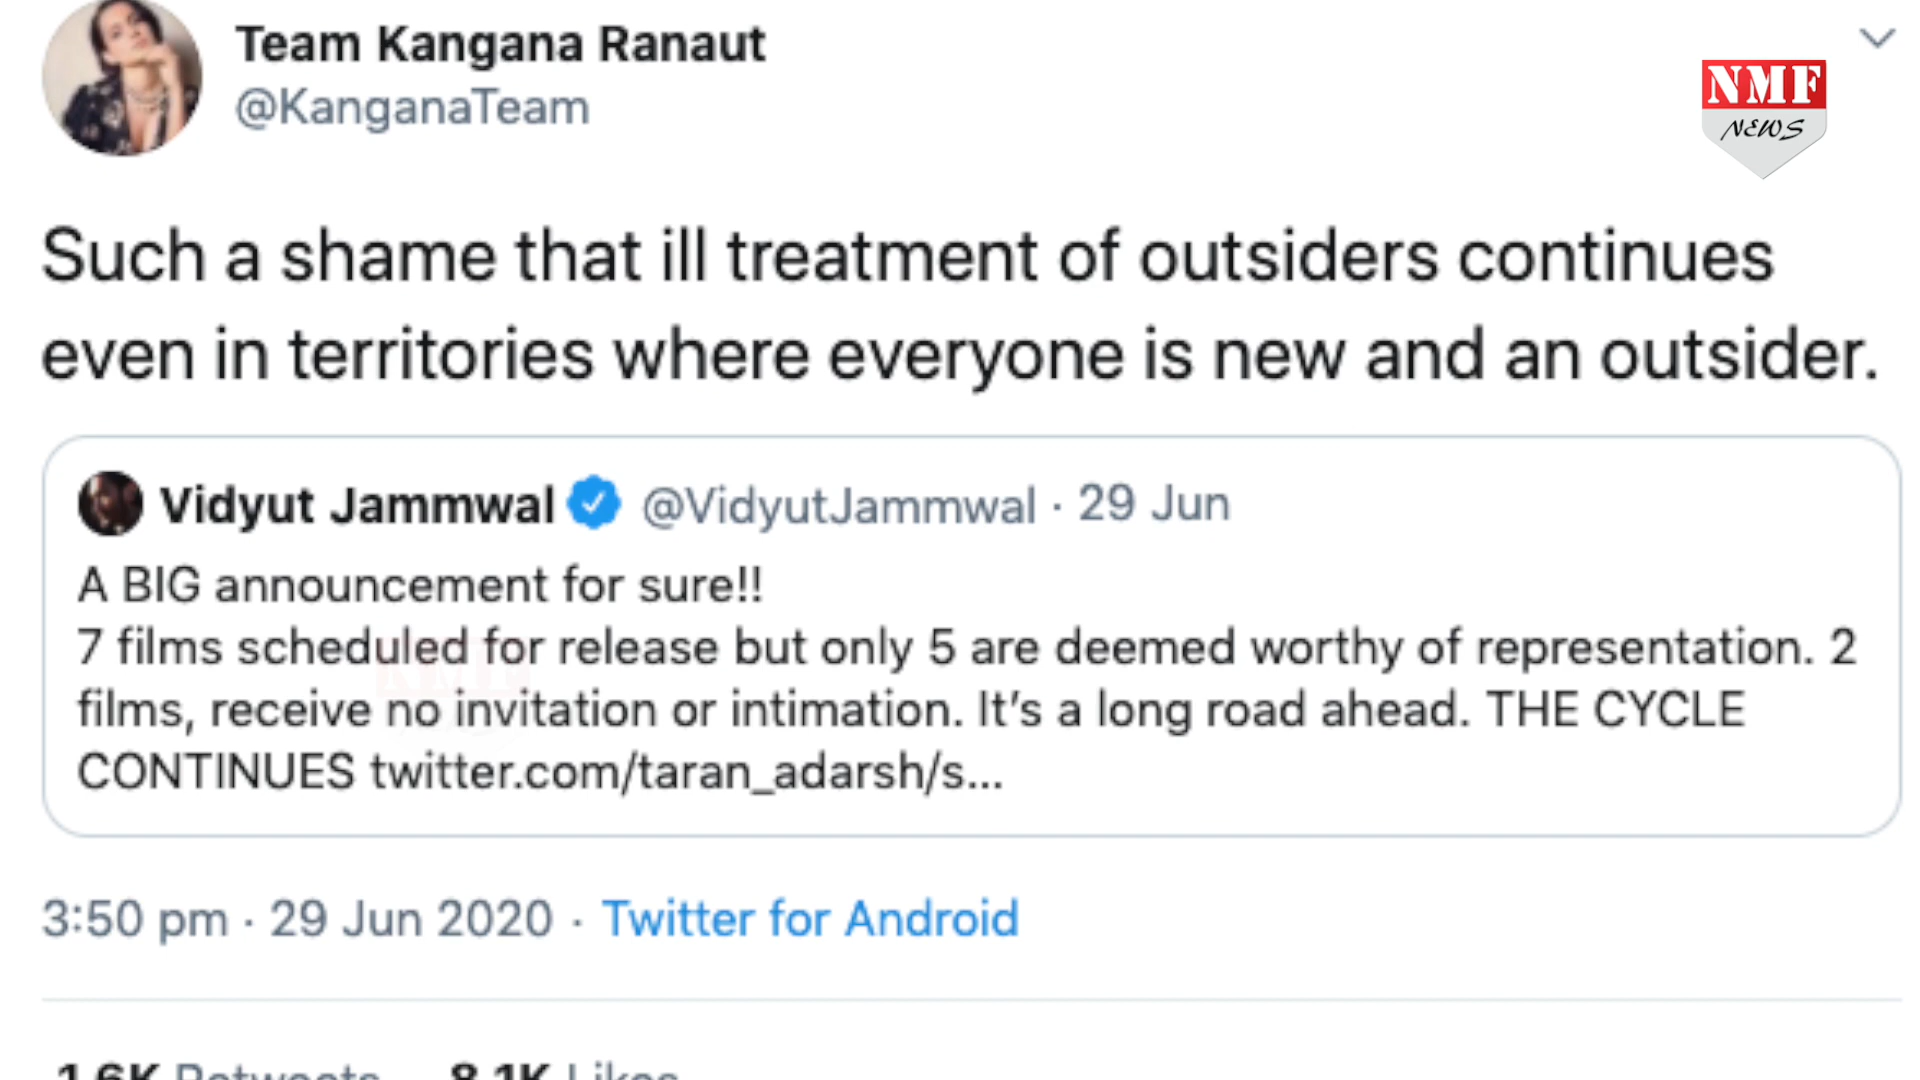 Team Kangana Ranaut
@KanganaTeam
NMF
NEWS
Such a shame that ill treatment of outsiders continues
even in territories where everyone is new and an outsider.
Vidyut Jammwal @VidyutJammwal · 29 Jun
A BIG announcement for sure!!
7 films scheduled for release but only 5 are deemed worthy of representation. 2
films, receive no invitation or intimation. It's a long road ahead. THE CYCLE
CONTINUES twitter.com/taran_adarsh/s...
3:50 pm · 29 Jun 2020 · Twitter for Android
1.6K Retweets 8.1K Likes